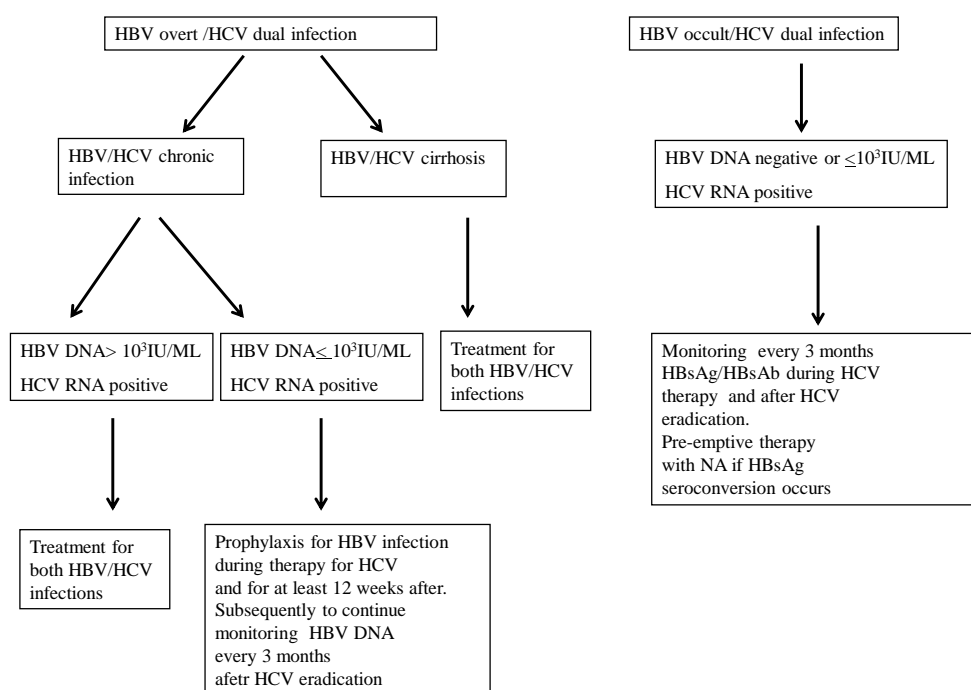 HBV overt /HCV dual infection
HBV occult/HCV dual infection
HBV/HCV chronic
infection
HBV/HCV cirrhosis
HBV DNA negative or ≤10³IU/ML
HCV RNA positive
HBV DNA> 10³IU/ML
HCV RNA positive
HBV DNA≤ 10³IU/ML
HCV RNA positive
Treatment for
both HBV/HCV
infections
Monitoring every 3 months
HBsAg/HBsAb during HCV
therapy and after HCV
eradication.
Pre-emptive therapy
with NA if HBsAg
seroconversion occurs
Treatment for
both HBV/HCV
infections
Prophylaxis for HBV infection
during therapy for HCV
and for at least 12 weeks after.
Subsequently to continue
monitoring HBV DNA
every 3 months
afetr HCV eradication